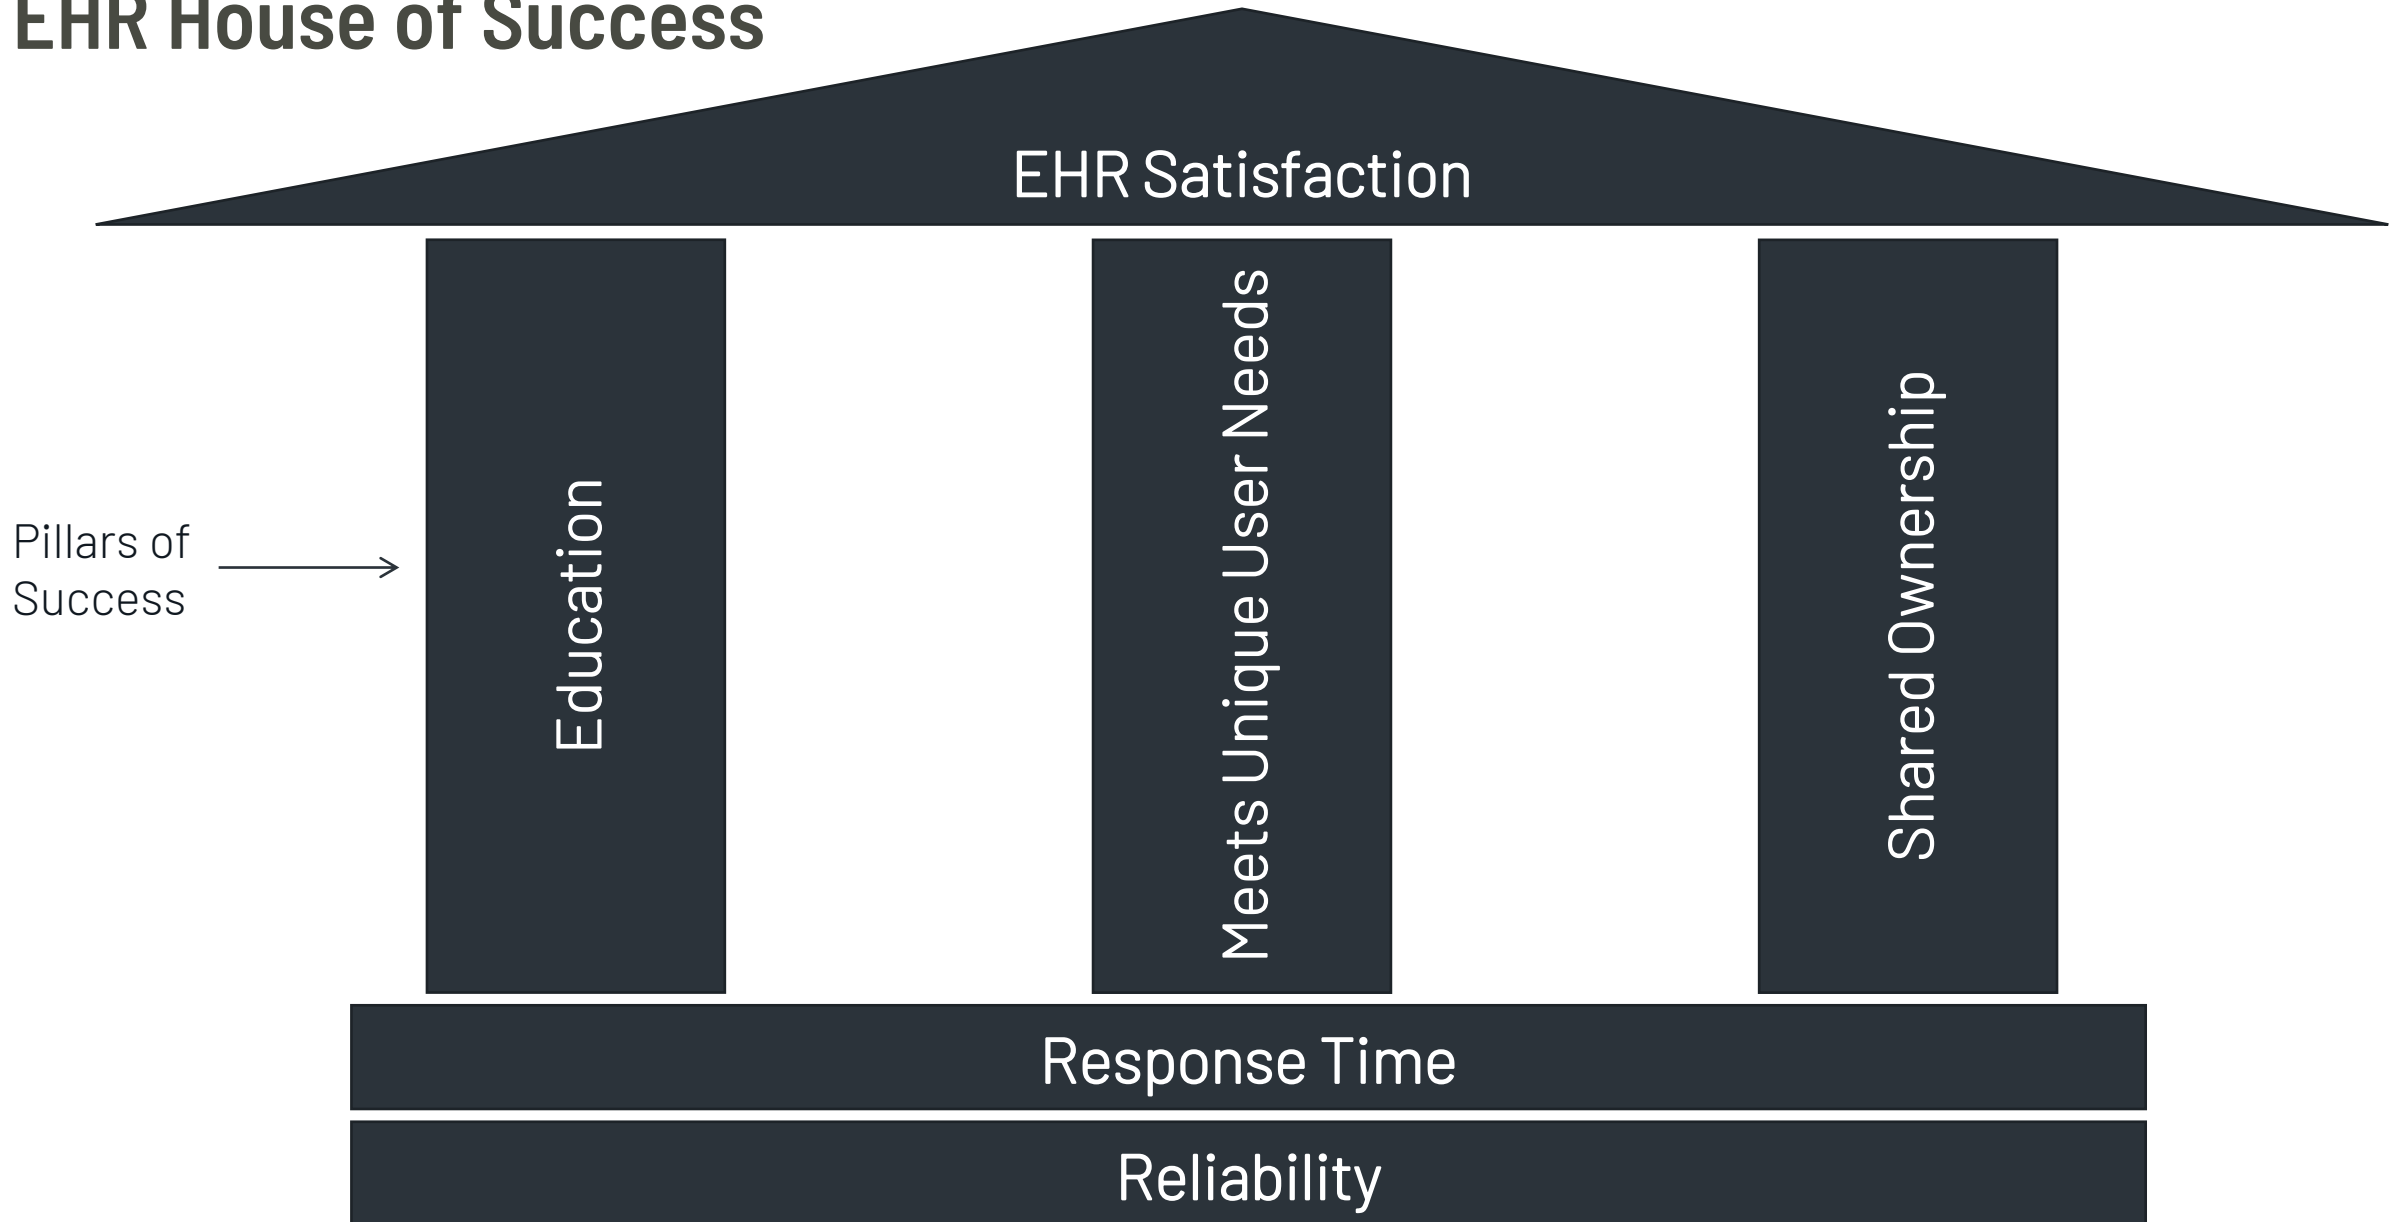 EHR House of Success
EHR Satisfaction
Pillars of
Success
Education
Meets Unique User Needs
Shared Ownership
Response Time
Reliability